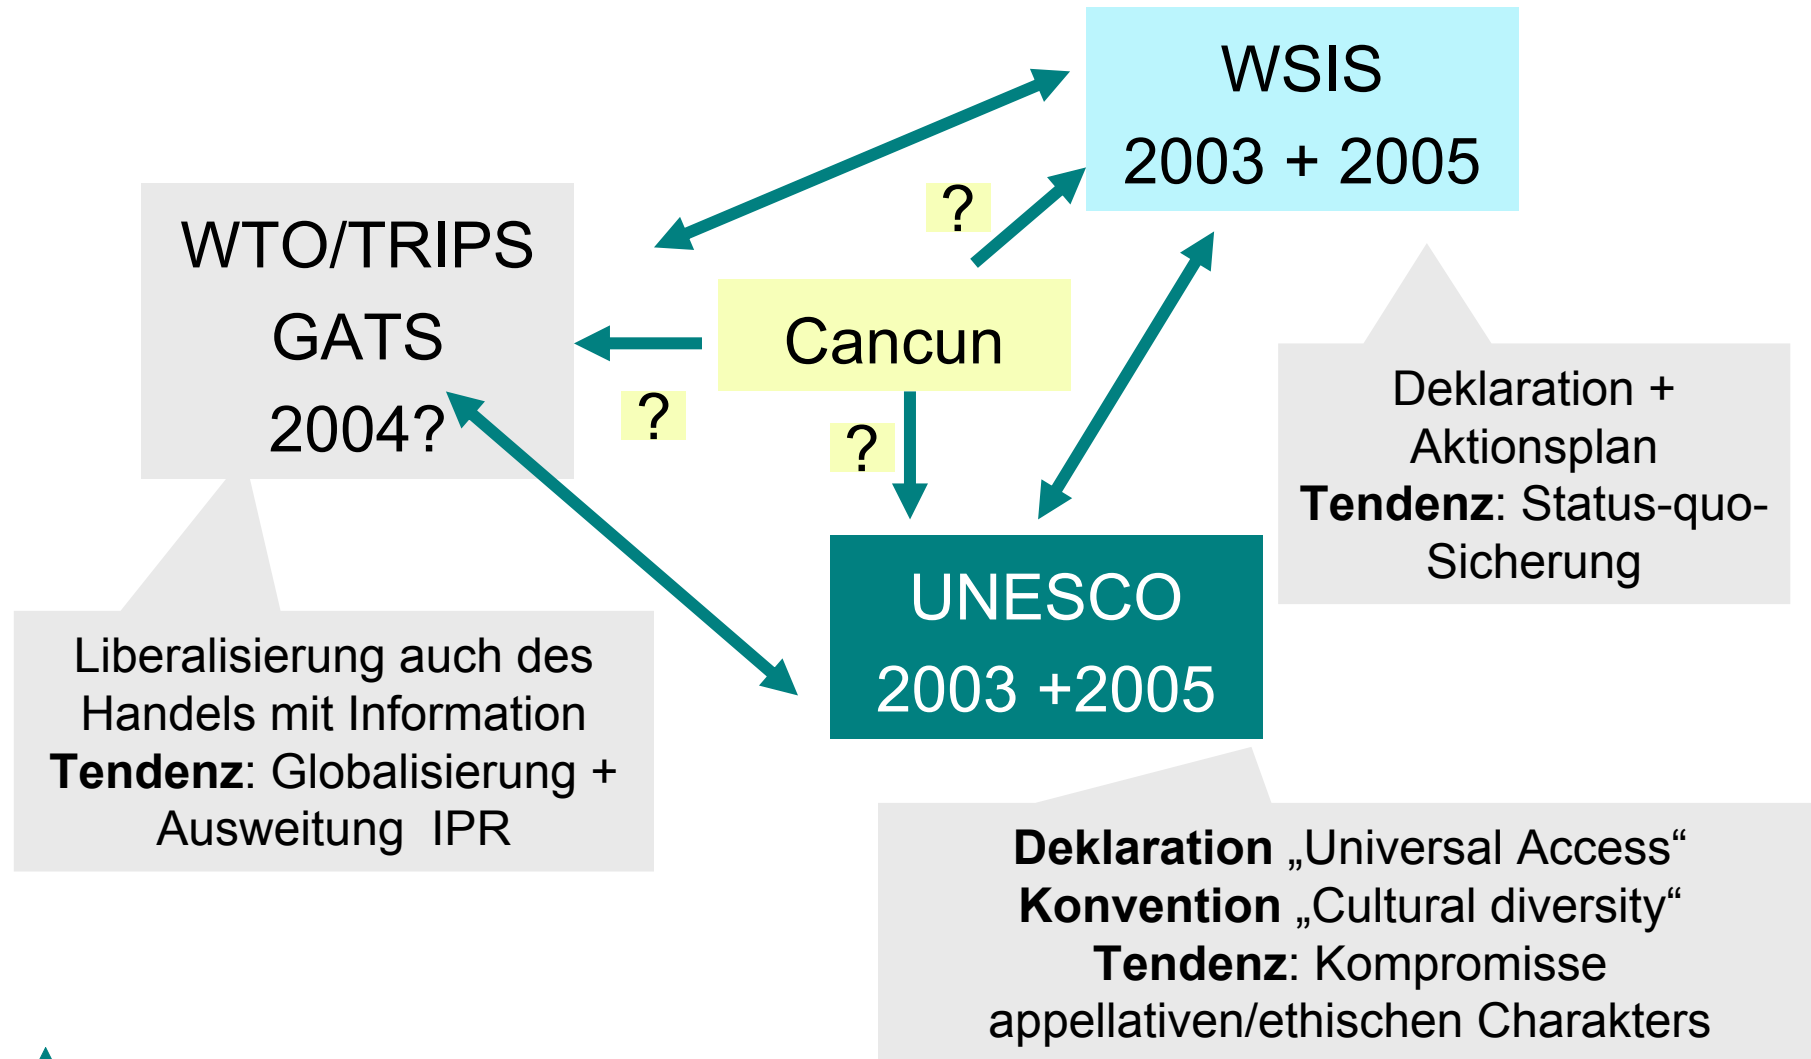 WSIS
2003 + 2005
?
WTO/TRIPS
GATS
2004?
Cancun
?
?
Deklaration +
Aktionsplan
Tendenz: Status-quo-
Sicherung
UNESCO
2003 +2005
Liberalisierung auch des
Handels mit Information
Tendenz: Globalisierung +
Ausweitung IPR
Deklaration „Universal Access“
Konvention „Cultural diversity“
Tendenz: Kompromisse
appellativen/ethischen Charakters